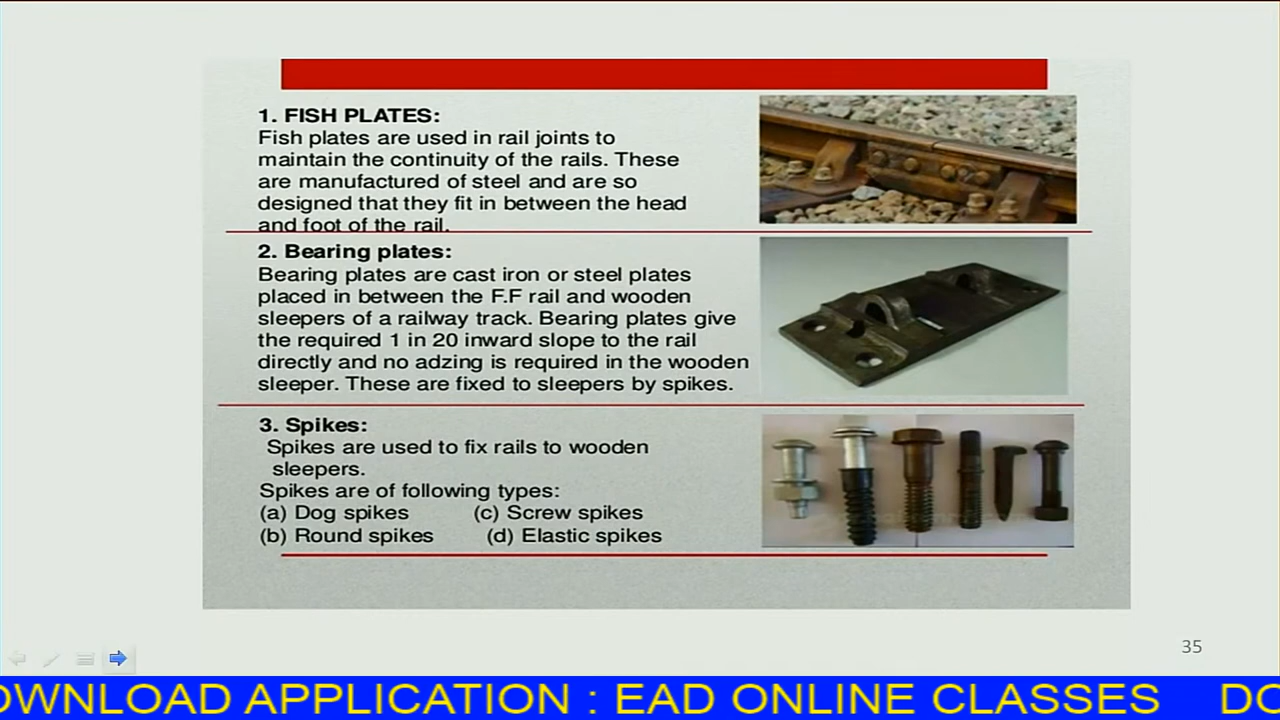 1. FISH PLATES:
Fish plates are used in rail joints to
maintain the continuity of the rails. These
are manufactured of steel and are so
designed that they fit in between the head
and foot of the rail.
2. Bearing plates:
Bearing plates are cast iron or steel plates
placed in between the F.F rail and wooden
sleepers of a railway track. Bearing plates give
the required 1 in 20 inward slope to the rail
directly and no adzing is required in the wooden
sleeper. These are fixed to sleepers by spikes.
3. Spikes:
Spikes are used to fix rails to wooden
sleepers.
Spikes are of following types:
(a) Dog spikes (c) Screw spikes
(b) Round spikes (d) Elastic spikes
35
OWNLOAD APPLICATION : EAD ONLINE CLASSES DO